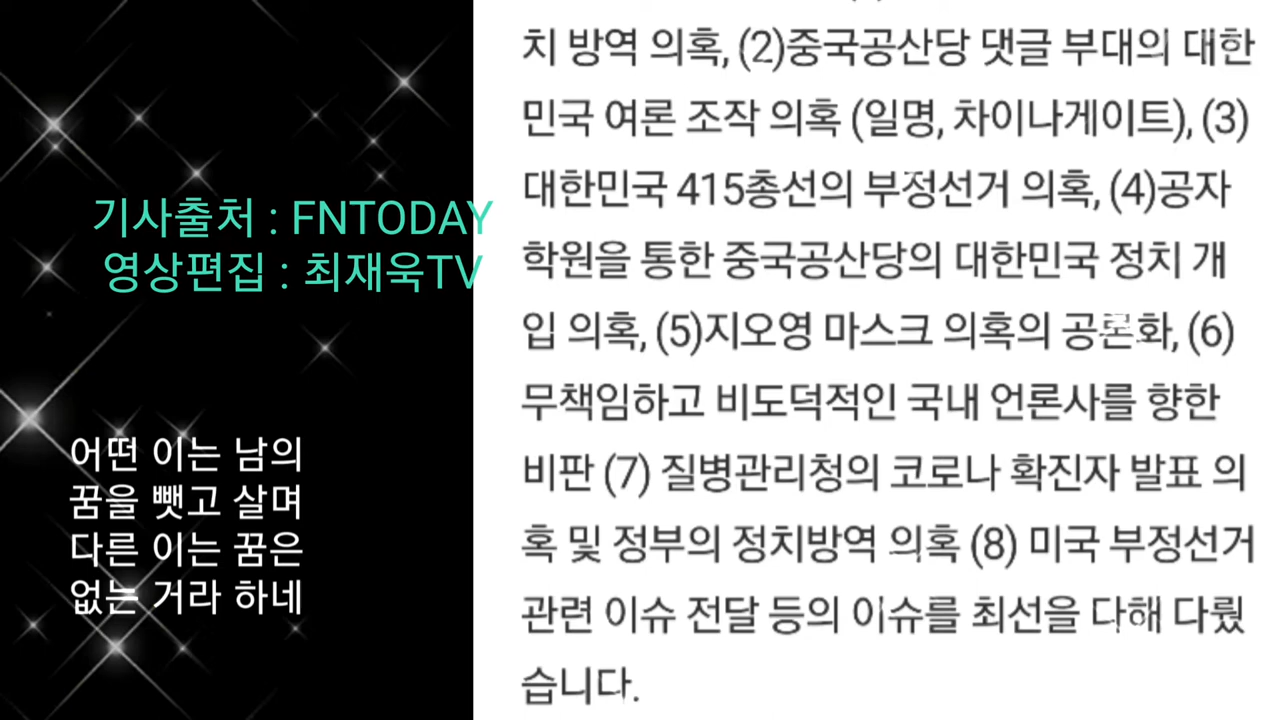 기사출처 : FNTODAY
영상편집 : 최재욱TV
어떤 이는 남의
꿈을 뺏고 살며
다른 이는 꿈은
없는 거라 하네
치 방역 의혹, (2)중국공산당 댓글 부대의 대한
민국 여론 조작 의혹 (일명, 차이나게이트), (3)
대한민국 415총선의 부정선거 의혹, (4)공자
학원을 통한 중국공산당의 대한민국 정치 개
입 의혹, (5)지오영 마스크 의혹의 공론화, (6)
무책임하고 비도덕적인 국내 언론사를 향한
비판 (7) 질병관리청의 코로나 확진자 발표 의
혹 및 정부의 정치방역 의혹 (8) 미국 부정선거
관련 이슈 전달 등의 이슈를 최선을 다해 다뤘
습니다.